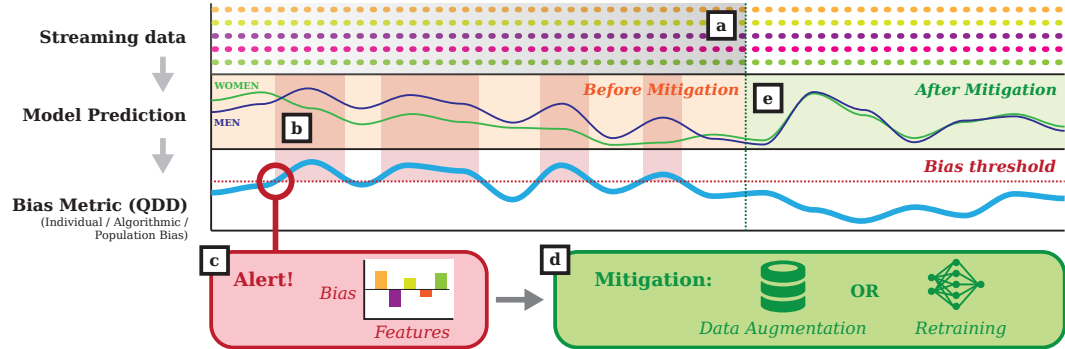 Streaming data
a
WOMEN
Before Mitigation
e
After Mitigation
Model Prediction
MEN
b
Bias threshold
Bias Metric (QDD)
(Individual / Algorithmic /
Population Bias)
c
Alert!
Bias
Features
d
Mitigation:
OR
Data Augmentation
Retraining